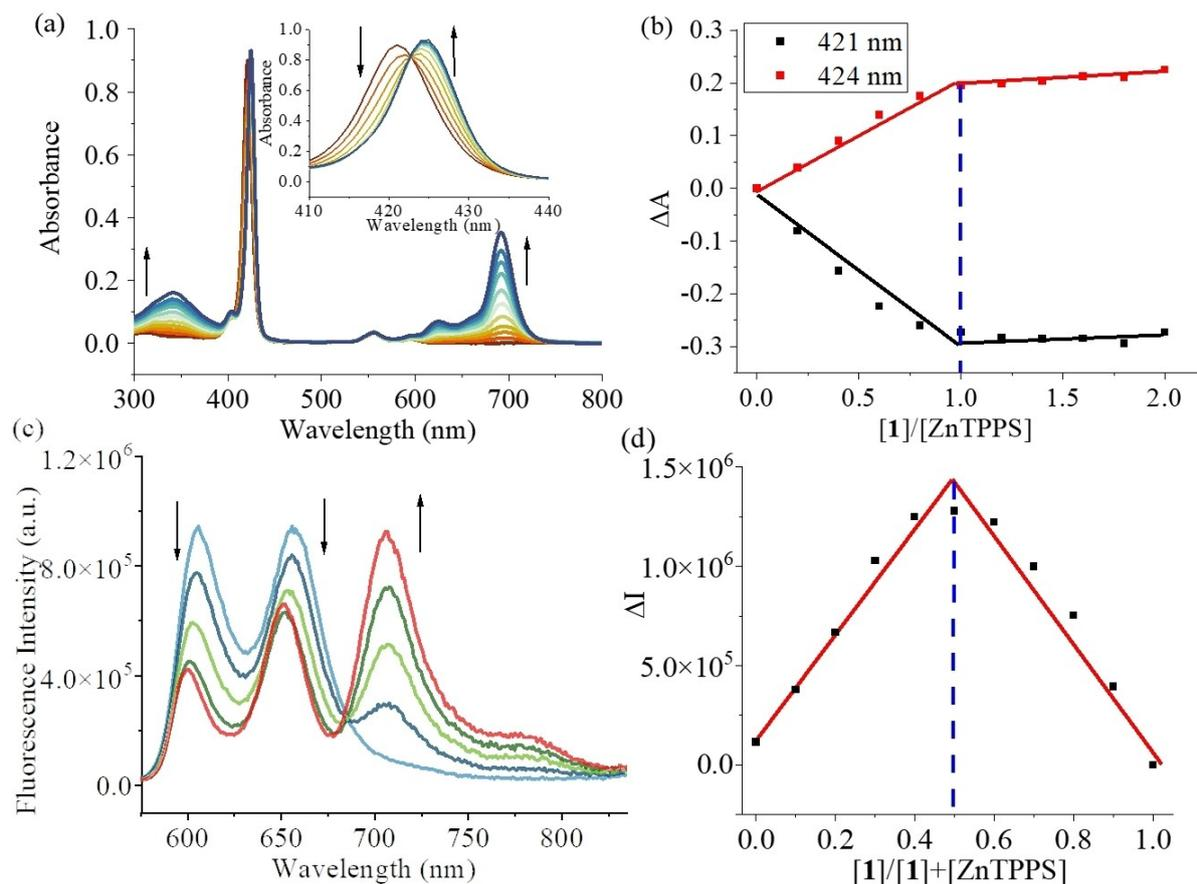 (a)
1.0
0.8
0.6
0.4
0.2
0.0
Absorbance
300 400 500 600 700 800
Wavelength (nm)
1.0
0.8
0.6
0.4
0.2
0.0
Absorbance
410 420 430 440
Wavelength (nm)
(b)
421 nm
424 nm
0.3
0.2
0.1
0.0
-0.1
-0.2
-0.3
ΔA
0.0 0.5 1.0 1.5 2.0
[1]/[ZnTPPS]
(c)
1.2×10⁶
8.0×10⁵
4.0×10⁵
0.0
Fluorescence Intensity (a.u.)
600 650 700 750 800
Wavelength (nm)
(d)
1.5×10⁶
1.0×10⁶
5.0×10⁵
0.0
ΔI
0.0 0.2 0.4 0.6 0.8 1.0
[1]/[1]+[ZnTPPS]